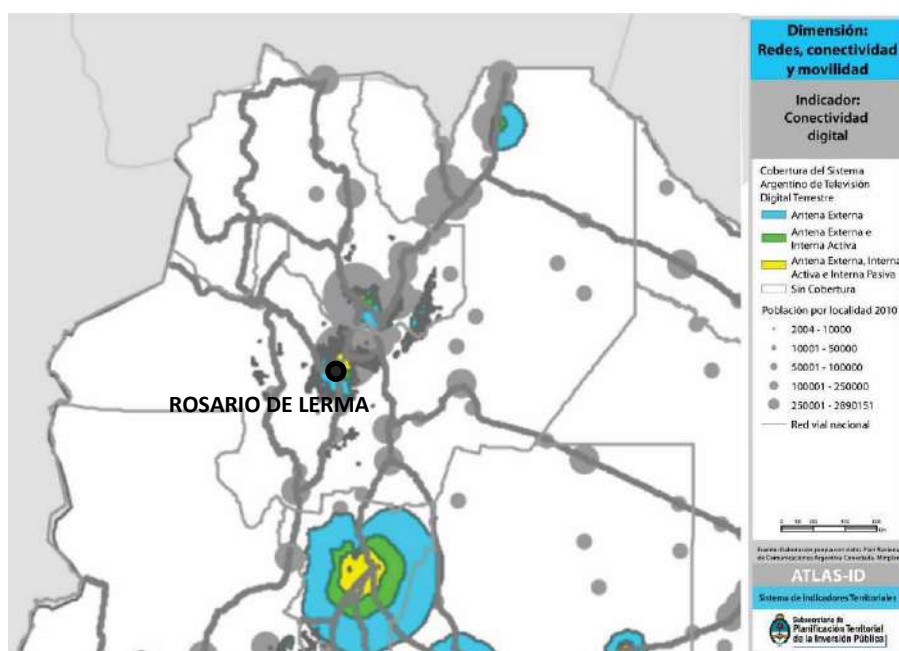 Dimensión:
Redes, conectividad
y movilidad
Indicador:
Conectividad
digital
Cobertura del Sistema
Argentino de Televisión
Digital Terrestre
Antena Externa
Antena Externa e
Interna Activa
Antena Externa, Interna
Activa e Interna Pasiva
Sin Cobertura
Población por localidad 2010
2004 - 10000
10001 - 50000
50001 - 100000
100001 - 250000
250001 - 2890151
Red vial nacional
ROSARIO DE LERMA
ATLAS-ID
Sistema de Indicadores Territoriales
Subsecretaría de
Planificación Territorial
de la Inversión Pública